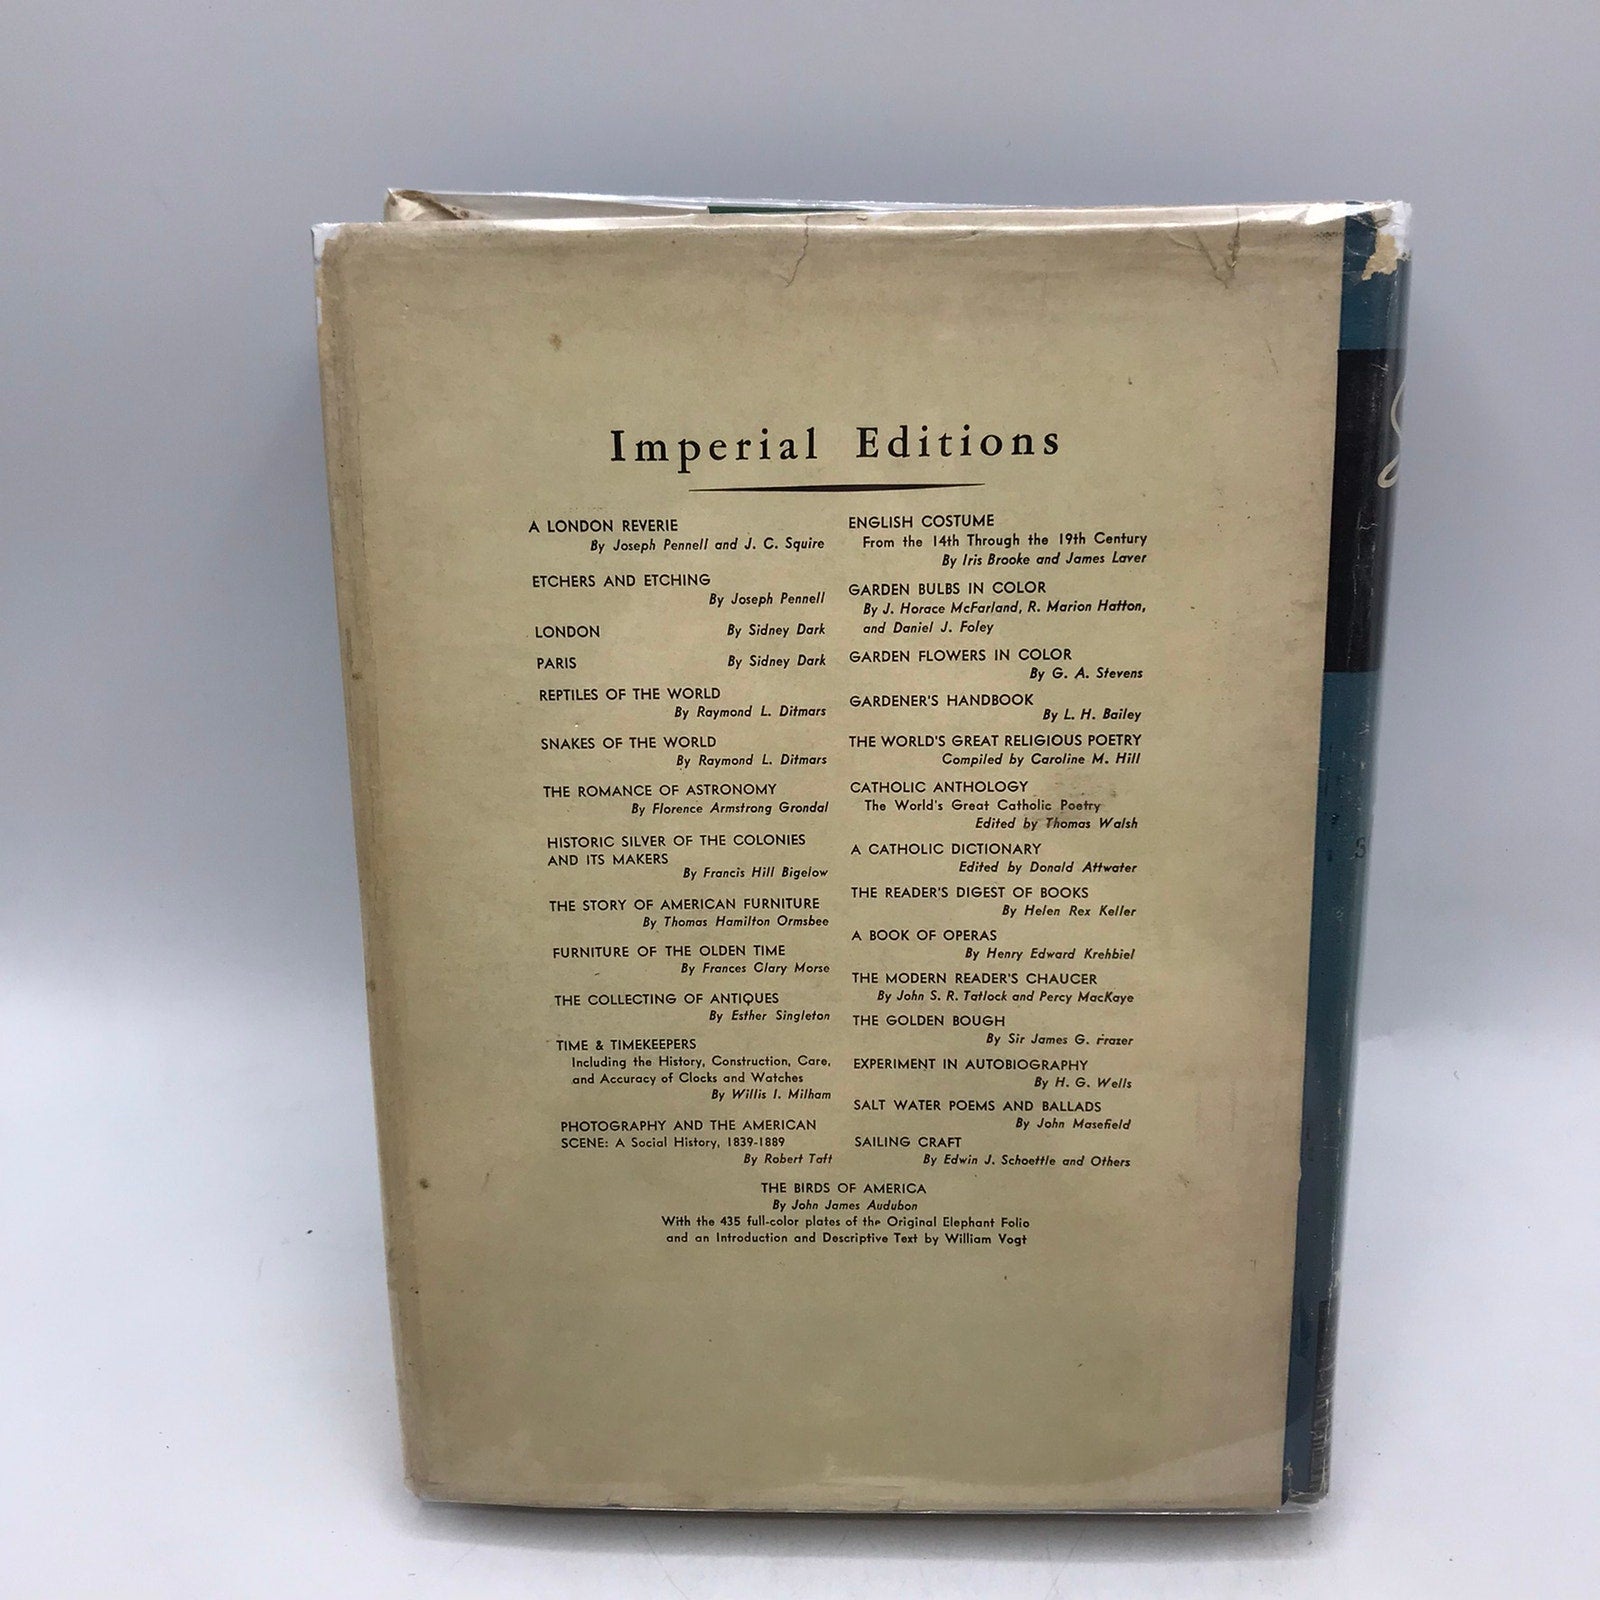 Imperial Editions
A LONDON REVERIE
By Joseph Pennell and J. C. Squire
ETCHERS AND ETCHING
By Joseph Pennell
LONDON By Sidney Dark
PARIS By Sidney Dark
REPTILES OF THE WORLD
By Raymond L. Ditmars
SNAKES OF THE WORLD
By Raymond L. Ditmars
THE ROMANCE OF ASTRONOMY
By Florence Armstrong Grondal
HISTORIC SILVER OF THE COLONIES
AND ITS MAKERS
By Francis Hill Bigelow
THE STORY OF AMERICAN FURNITURE
By Thomas Hamilton Ormsbee
FURNITURE OF THE OLDEN TIME
By Frances Clary Morse
THE COLLECTING OF ANTIQUES
By Esther Singleton
TIME & TIMEKEEPERS
Including the History, Construction, Care,
and Accuracy of Clocks and Watches
By Willis I. Milham
PHOTOGRAPHY AND THE AMERICAN
SCENE: A Social History, 1839-1889
By Robert Taft
ENGLISH COSTUME
From the 14th Through the 19th Century
By Iris Brooke and James Laver
GARDEN BULBS IN COLOR
By J. Horace McFarland, R. Marion Hatton,
and Daniel J. Foley
GARDEN FLOWERS IN COLOR
By G. A. Stevens
GARDENER'S HANDBOOK
By L. H. Bailey
THE WORLD'S GREAT RELIGIOUS POETRY
Compiled by Caroline M. Hill
CATHOLIC ANTHOLOGY
The World's Great Catholic Poetry
Edited by Thomas Walsh
A CATHOLIC DICTIONARY
Edited by Donald Attwater
THE READER'S DIGEST OF BOOKS
By Helen Rex Keller
A BOOK OF OPERAS
By Henry Edward Krehbiel
THE MODERN READER'S CHAUCER
By John S. R. Tatlock and Percy MacKaye
THE GOLDEN BOUGH
By Sir James G. Frazer
EXPERIMENT IN AUTOBIOGRAPHY
By H. G. Wells
SALT WATER POEMS AND BALLADS
By John Masefield
SAILING CRAFT
By Edwin J. Schoettle and Others
THE BIRDS OF AMERICA
By John James Audubon
With the 435 full-color plates of the Original Elephant Folio
and an Introduction and Descriptive Text by William Vogt